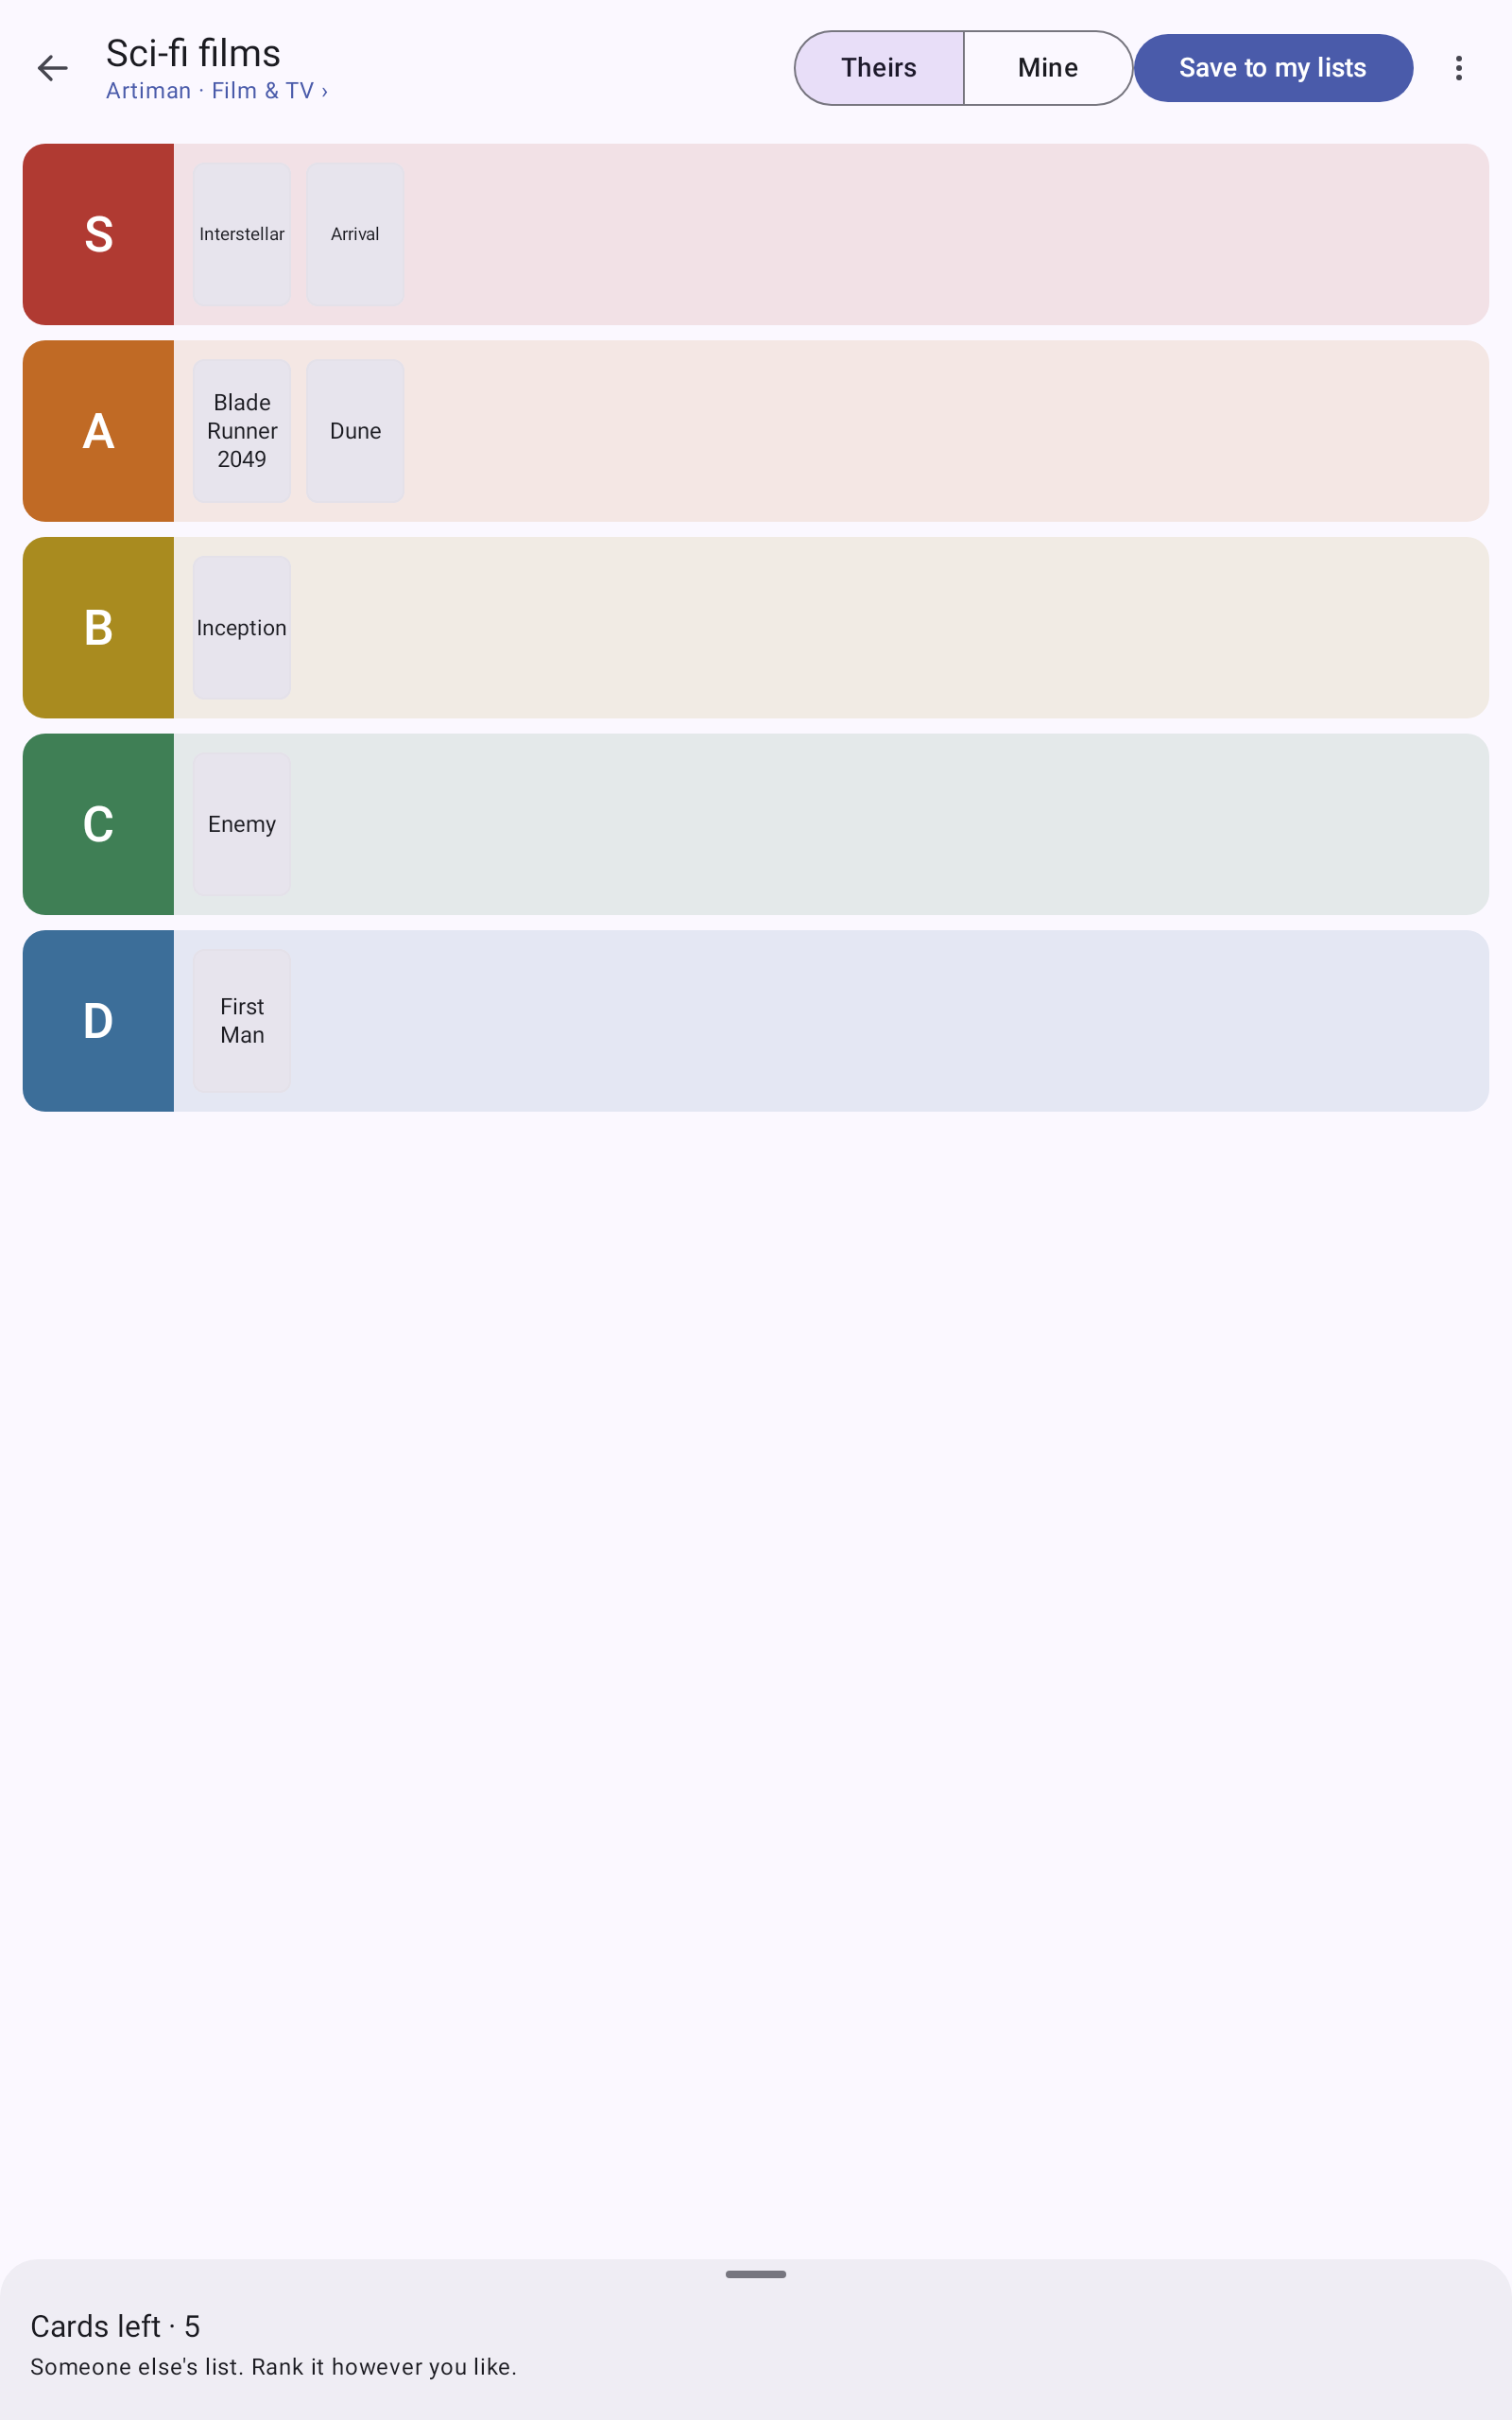 Sci-fi films
Artiman · Film & TV ›
Theirs
Mine
Save to my lists
S
Interstellar
Arrival
A
Blade
Runner
2049
Dune
B
Inception
C
Enemy
D
First
Man
Cards left · 5
Someone else's list. Rank it however you like.